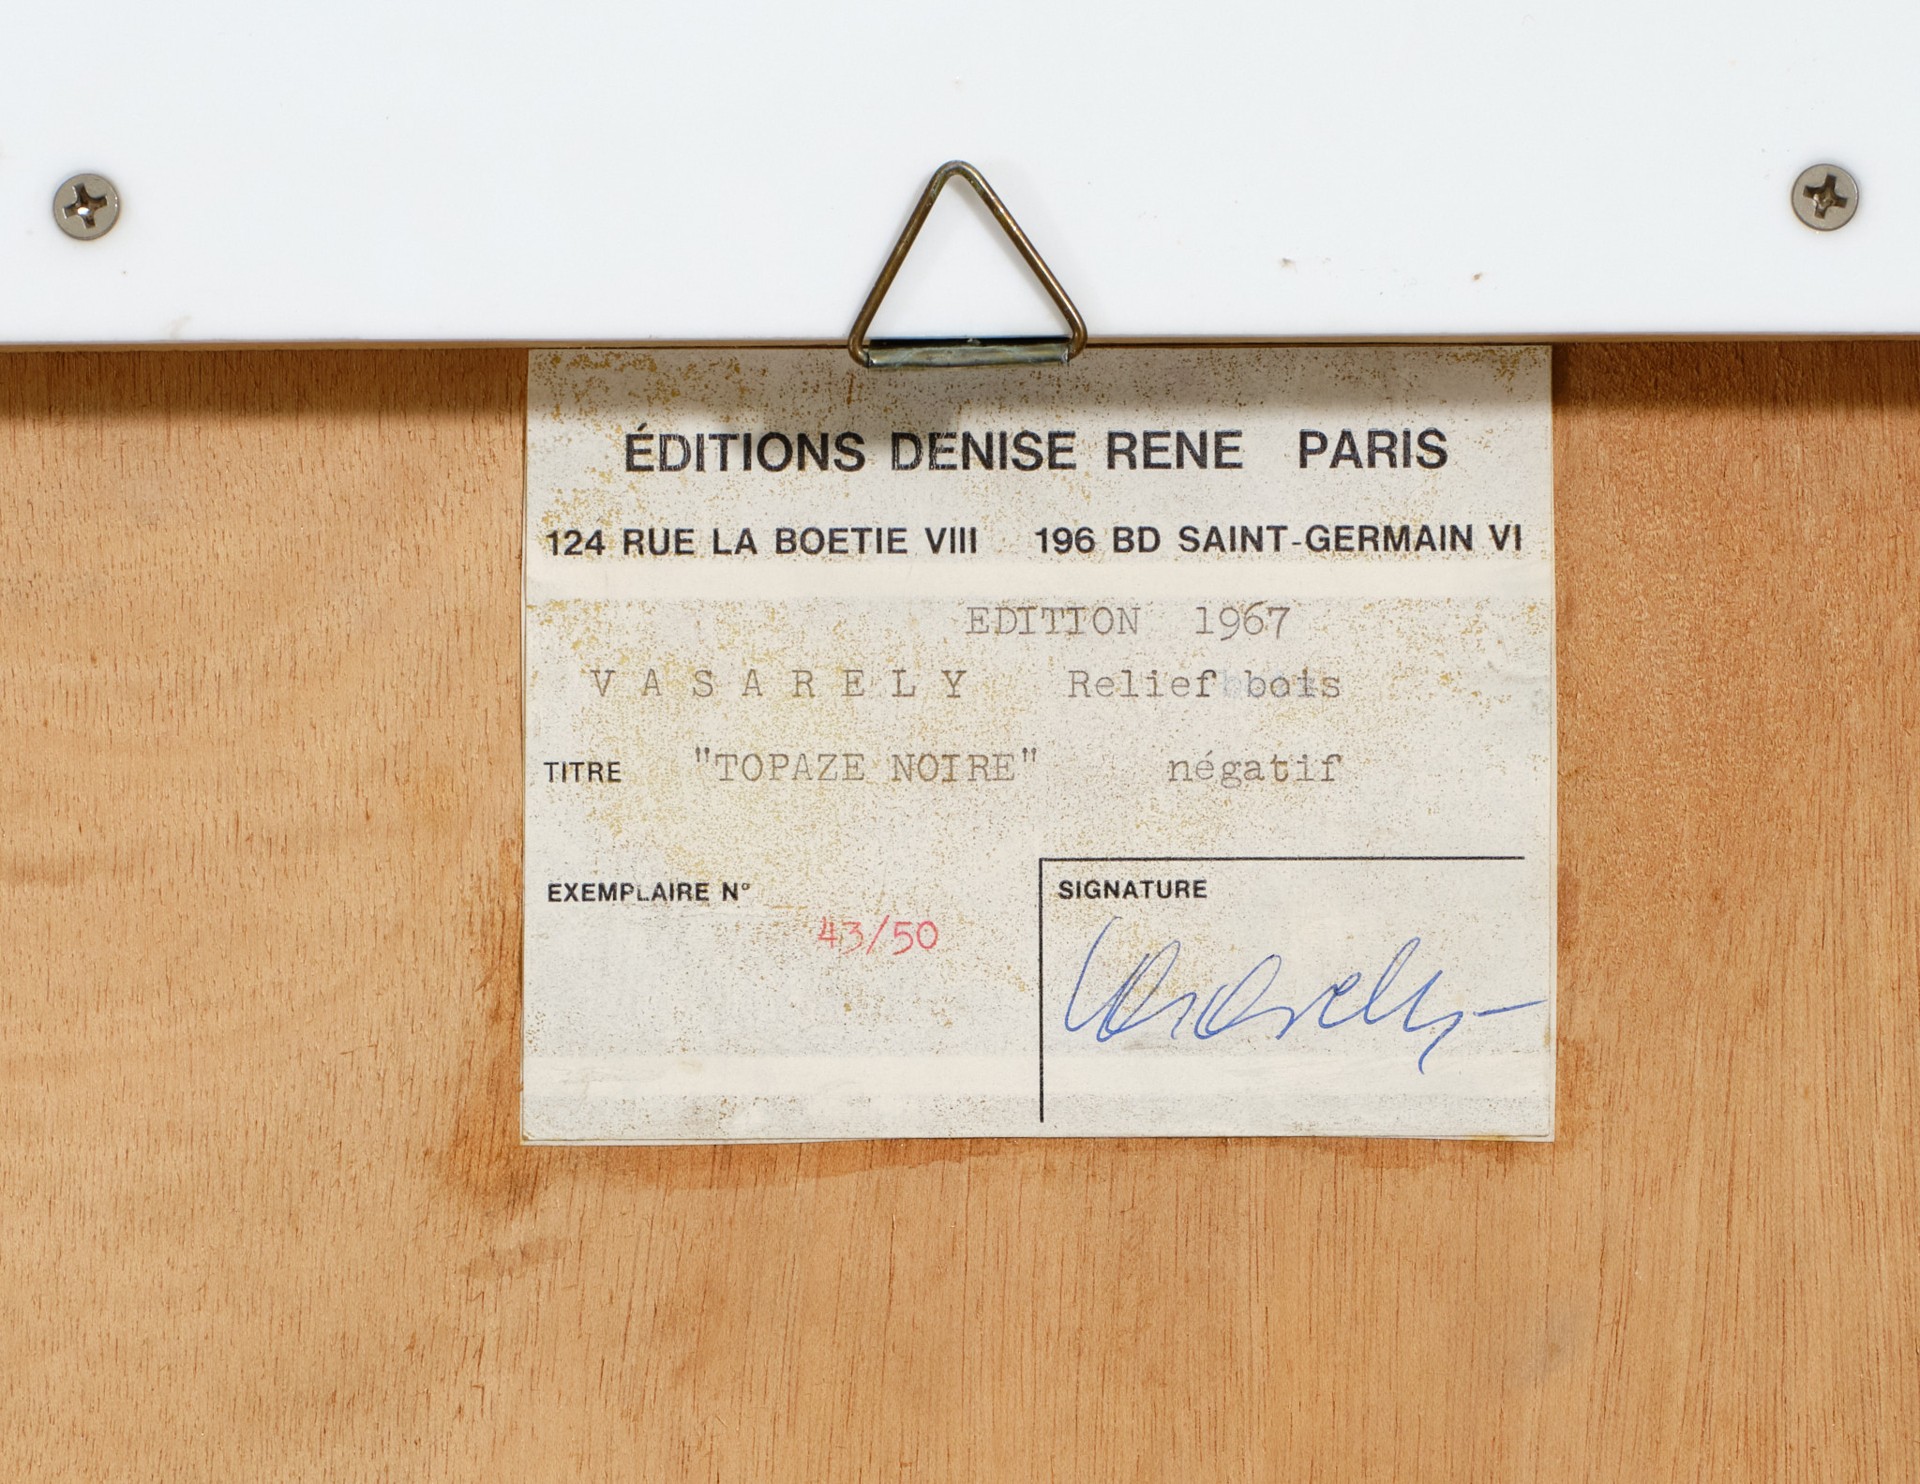 ÉDITIONS DENISE RENE PARIS
124 RUE LA BOETIE VIII 196 BD SAINT-GERMAIN VI
EDITION 1967
VASARELY Relief bois
TITRE "TOPAZE NOIRE" négatif
EXEMPLAIRE N°
43/50
SIGNATURE
Vasarely